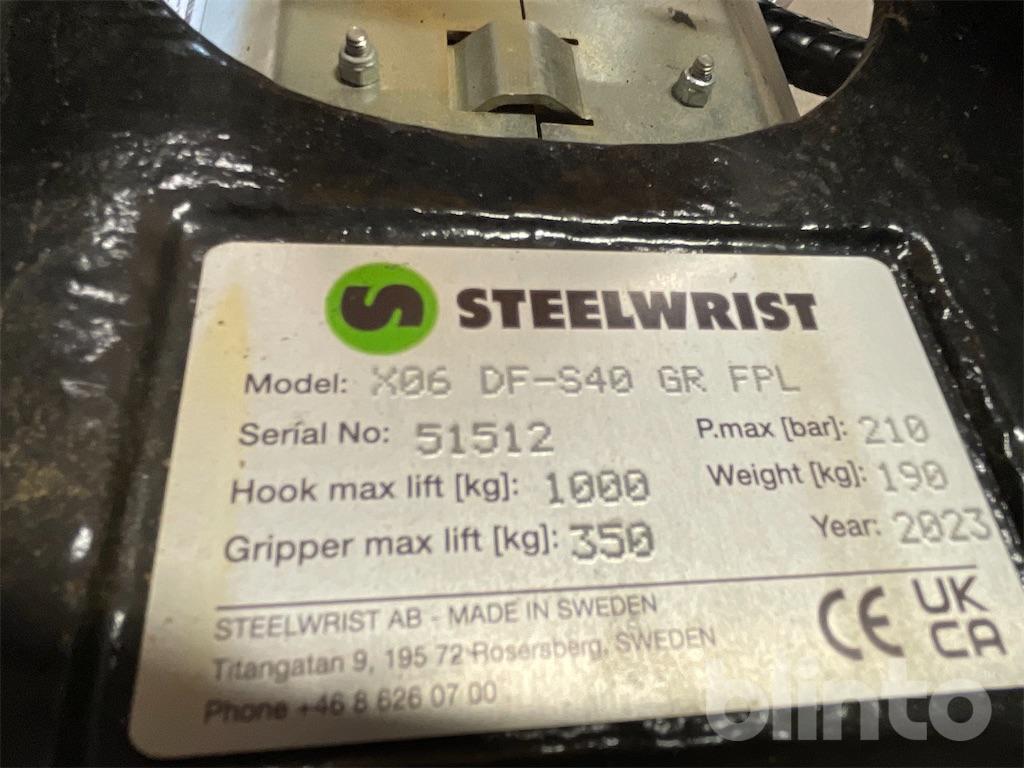 STEELWRIST
Model: X06 DF-S40 GR FPL
Serial No: 51512 P.max [bar]: 210
Hook max lift [kg]: 1000 Weight [kg]: 190
Gripper max lift [kg]: 350 Year: 2023
STEELWRIST AB - MADE IN SWEDEN
Titangatan 9, 195 72 Rosersberg, SWEDEN
Phone +46 8 626 07 00
CE UK CA
blinto